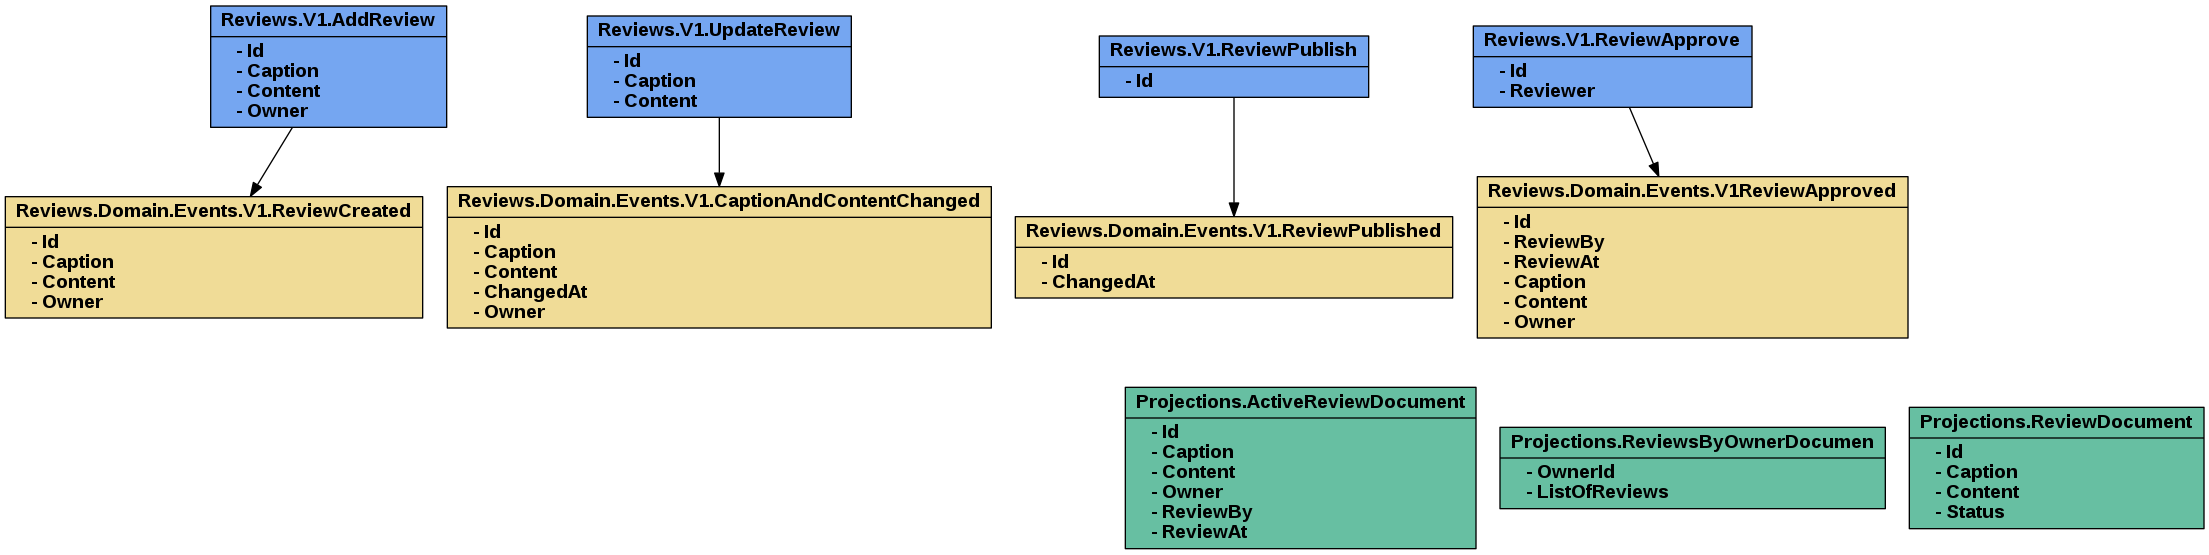 Reviews.V1.AddReview
- Id
- Caption
- Content
- Owner
Reviews.V1.UpdateReview
- Id
- Caption
- Content
Reviews.V1.ReviewPublish
- Id
Reviews.V1.ReviewApprove
- Id
- Reviewer
Reviews.Domain.Events.V1.ReviewCreated
- Id
- Caption
- Content
- Owner
Reviews.Domain.Events.V1.CaptionAndContentChanged
- Id
- Caption
- Content
- ChangedAt
- Owner
Reviews.Domain.Events.V1.ReviewPublished
- Id
- ChangedAt
Reviews.Domain.Events.V1ReviewApproved
- Id
- ReviewBy
- ReviewAt
- Caption
- Content
- Owner
Projections.ActiveReviewDocument
- Id
- Caption
- Content
- Owner
- ReviewBy
- ReviewAt
Projections.ReviewsByOwnerDocumen
- OwnerId
- ListOfReviews
Projections.ReviewDocument
- Id
- Caption
- Content
- Status